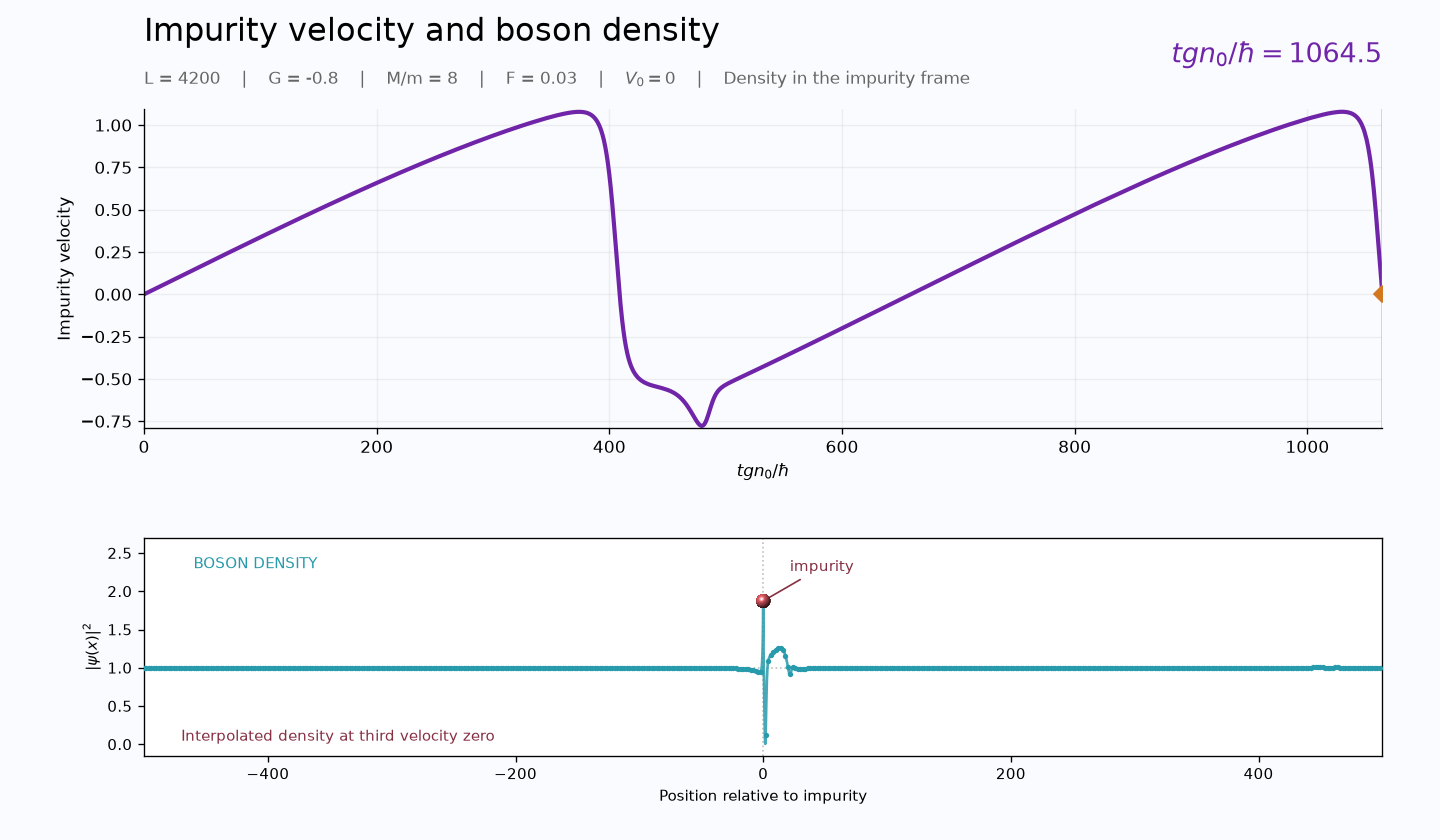 Impurity velocity and boson density
tgn₀/ħ = 1064.5
L = 4200 | G = -0.8 | M/m = 8 | F = 0.03 | V₀ = 0 | Density in the impurity frame
Impurity velocity
1.00
0.75
0.50
0.25
0.00
−0.25
−0.50
−0.75
0 200 400 600 800 1000
tgn₀/ħ
BOSON DENSITY
impurity
|ψ(x)|²
2.5
2.0
1.5
1.0
0.5
0.0
Interpolated density at third velocity zero
−400 −200 0 200 400
Position relative to impurity